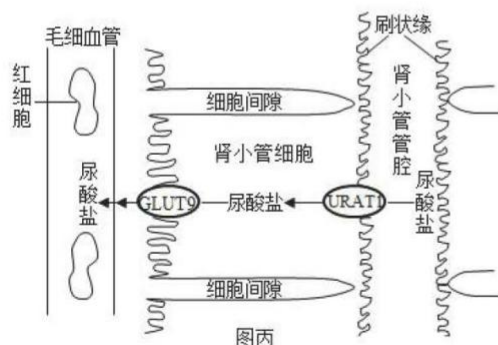 毛细血管
刷状缘
红细胞
细胞间隙
肾小管管腔
肾小管细胞
尿酸盐
GLUT9
尿酸盐
URAT1
尿酸盐
细胞间隙
图丙